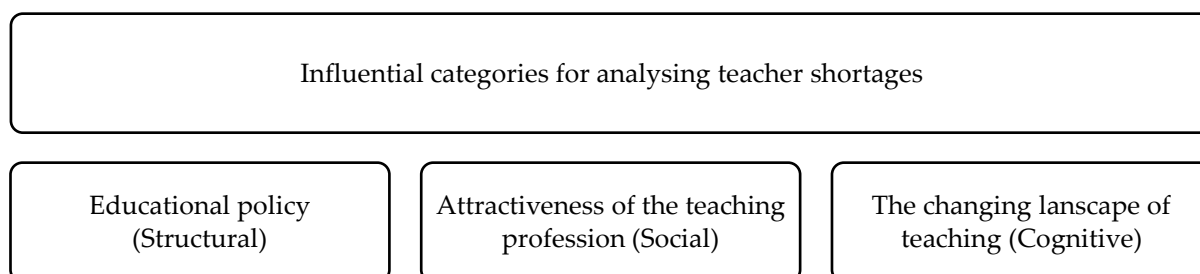 Influential categories for analysing teacher shortages
Educational policy
(Structural)
Attractiveness of the teaching
profession (Social)
The changing lanscape of
teaching (Cognitive)